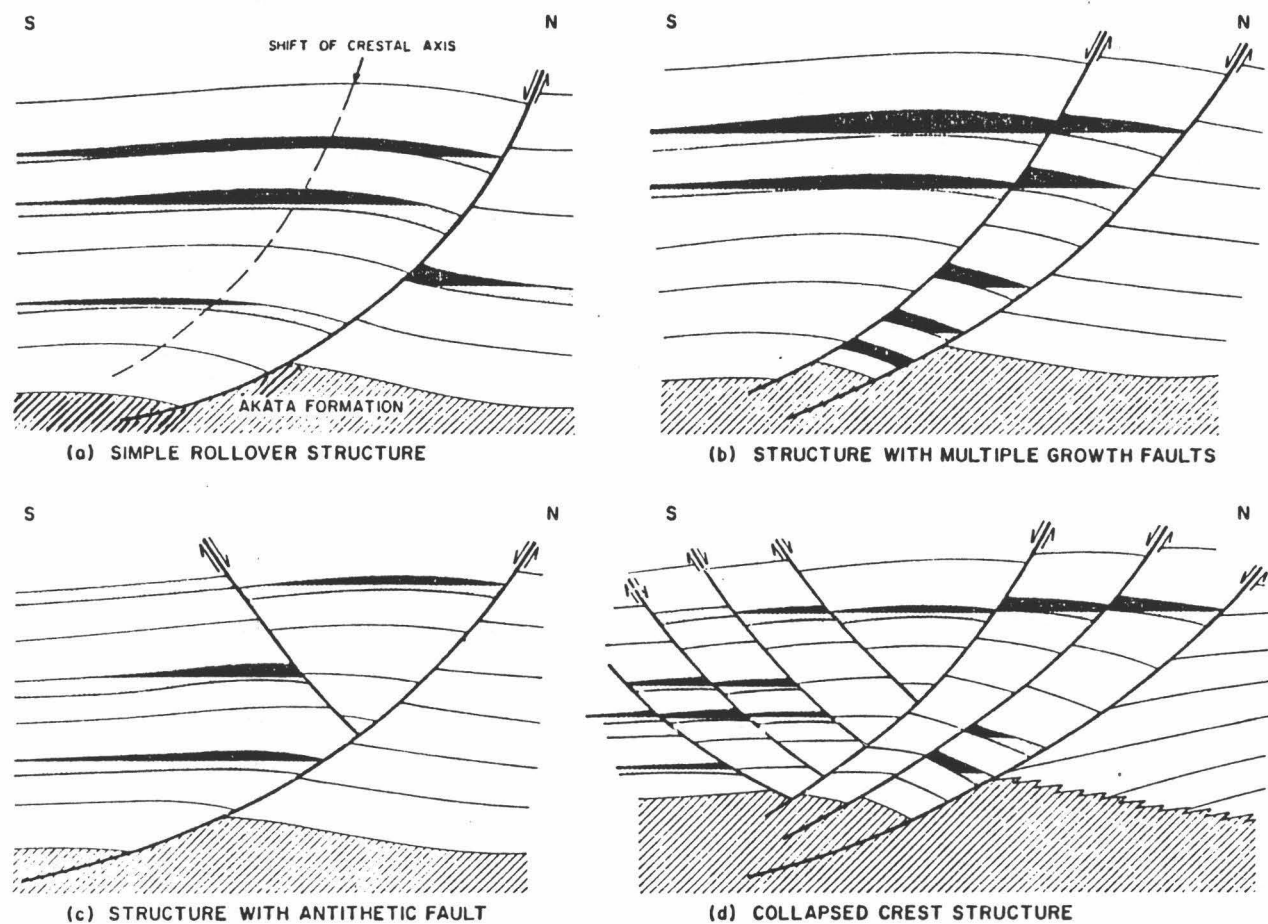 S N
SHIFT OF CRESTAL AXIS
AKATA FORMATION
(a) SIMPLE ROLLOVER STRUCTURE
S N
(b) STRUCTURE WITH MULTIPLE GROWTH FAULTS
S N
(c) STRUCTURE WITH ANTITHETIC FAULT
S N
(d) COLLAPSED CREST STRUCTURE